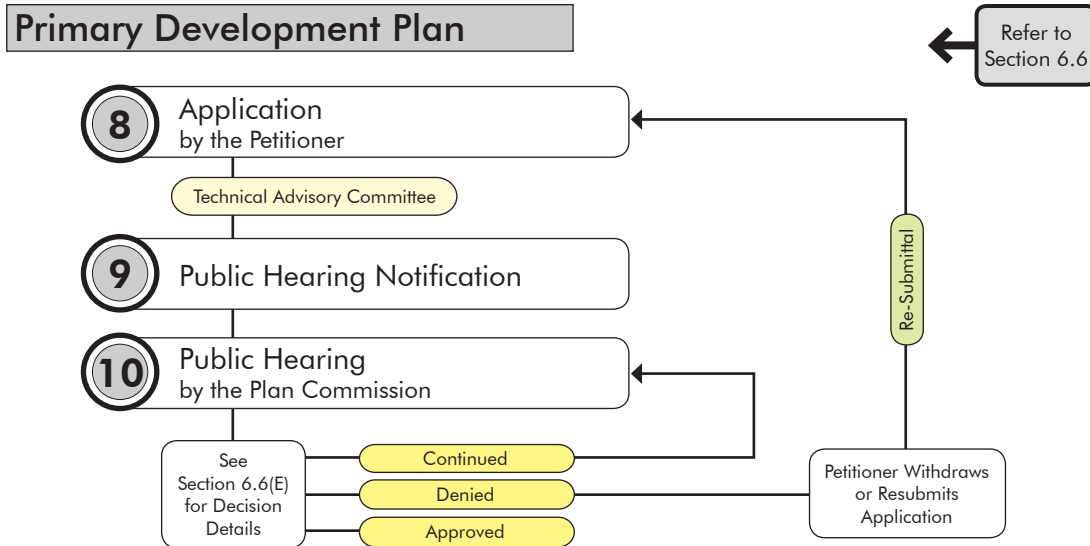 Primary Development Plan
Refer to
Section 6.6
8
Application
by the Petitioner
Technical Advisory Committee
9
Public Hearing Notification
Re-Submittal
10
Public Hearing
by the Plan Commission
See
Section 6.6(E)
for Decision
Details
Continued
Denied
Approved
Petitioner Withdraws
or Resubmits
Application